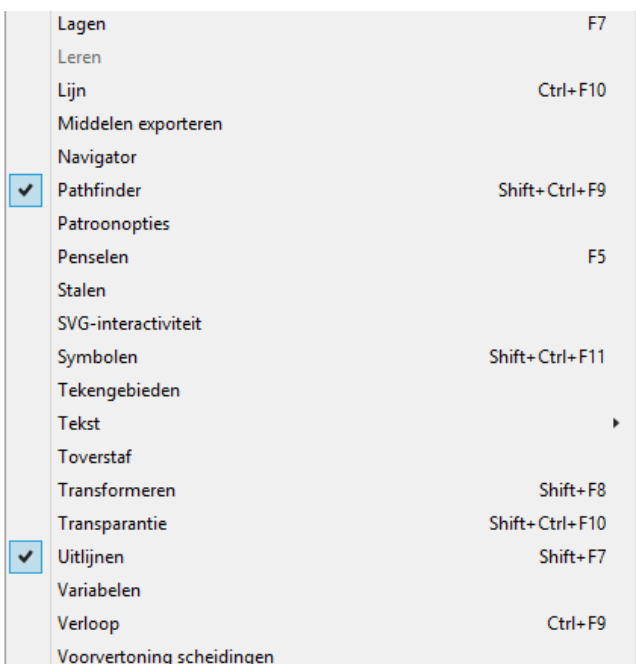 Lagen F7
Leren
Lijn Ctrl+F10
Middelen exporteren
Navigator
Pathfinder Shift+Ctrl+F9
Patroonopties
Penselen F5
Stalen
SVG-interactiviteit
Symbolen Shift+Ctrl+F11
Tekengebieden
Tekst
Toverstaf
Transformeren Shift+F8
Transparantie Shift+Ctrl+F10
Uitlijnen Shift+F7
Variabelen
Verloop Ctrl+F9
Voorvertoning scheidingen